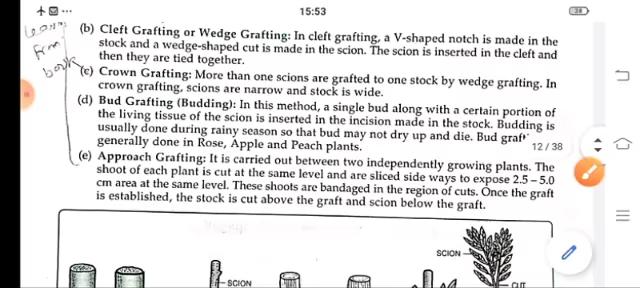 15:53
learn
from
book
(b) Cleft Grafting or Wedge Grafting: In cleft grafting, a V-shaped notch is made in the
stock and a wedge-shaped cut is made in the scion. The scion is inserted in the cleft and
then they are tied together.
(c) Crown Grafting: More than one scions are grafted to one stock by wedge grafting. In
crown grafting, scions are narrow and stock is wide.
(d) Bud Grafting (Budding): In this method, a single bud along with a certain portion of
the living tissue of the scion is inserted in the incision made in the stock. Budding is
usually done during rainy season so that bud may not dry up and die. Bud graf
generally done in Rose, Apple and Peach plants.
12 / 38
(e) Approach Grafting: It is carried out between two independently growing plants. The
shoot of each plant is cut at the same level and are sliced side ways to expose 2.5 – 5.0
cm area at the same level. These shoots are bandaged in the region of cuts. Once the graft
is established, the stock is cut above the graft and scion below the graft.
SCION
SCION
CUT